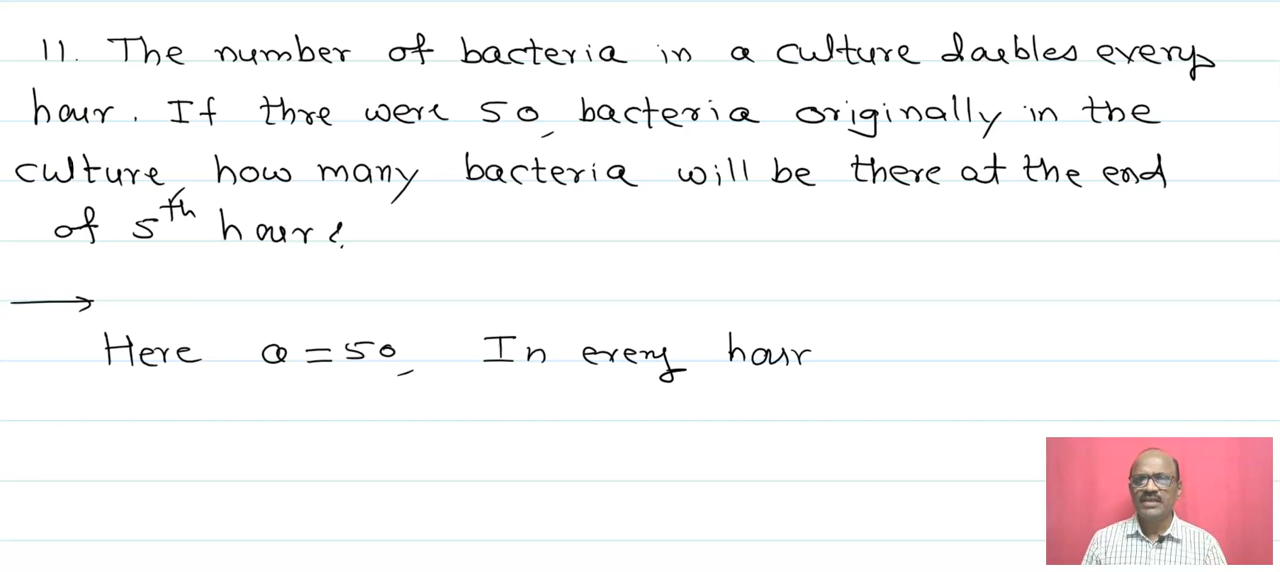 11. The number of bacteria in a culture doubles every
hour. If thre were 50, bacteria originally in the
culture, how many bacteria will be there at the end
of 5th hour?
Here a = 50, In every hour